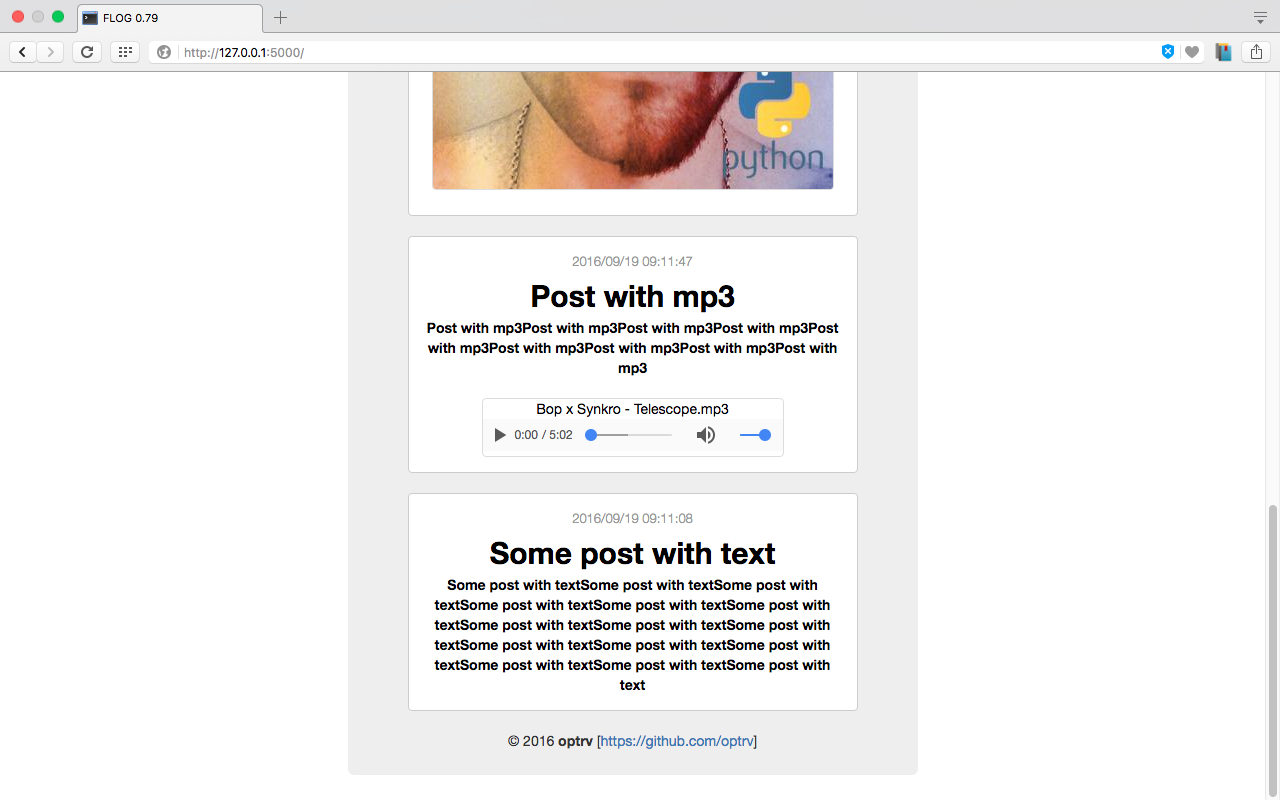 FLOG 0.79
http://127.0.0.1:5000/
python
2016/09/19 09:11:47
Post with mp3
Post with mp3Post with mp3Post with mp3Post with mp3Post
with mp3Post with mp3Post with mp3Post with mp3Post with
mp3
Bop x Synkro - Telescope.mp3
0:00 / 5:02
2016/09/19 09:11:08
Some post with text
Some post with textSome post with textSome post with
textSome post with textSome post with textSome post with
textSome post with textSome post with textSome post with
textSome post with textSome post with textSome post with
textSome post with textSome post with textSome post with
text
© 2016 optrv [https://github.com/optrv]